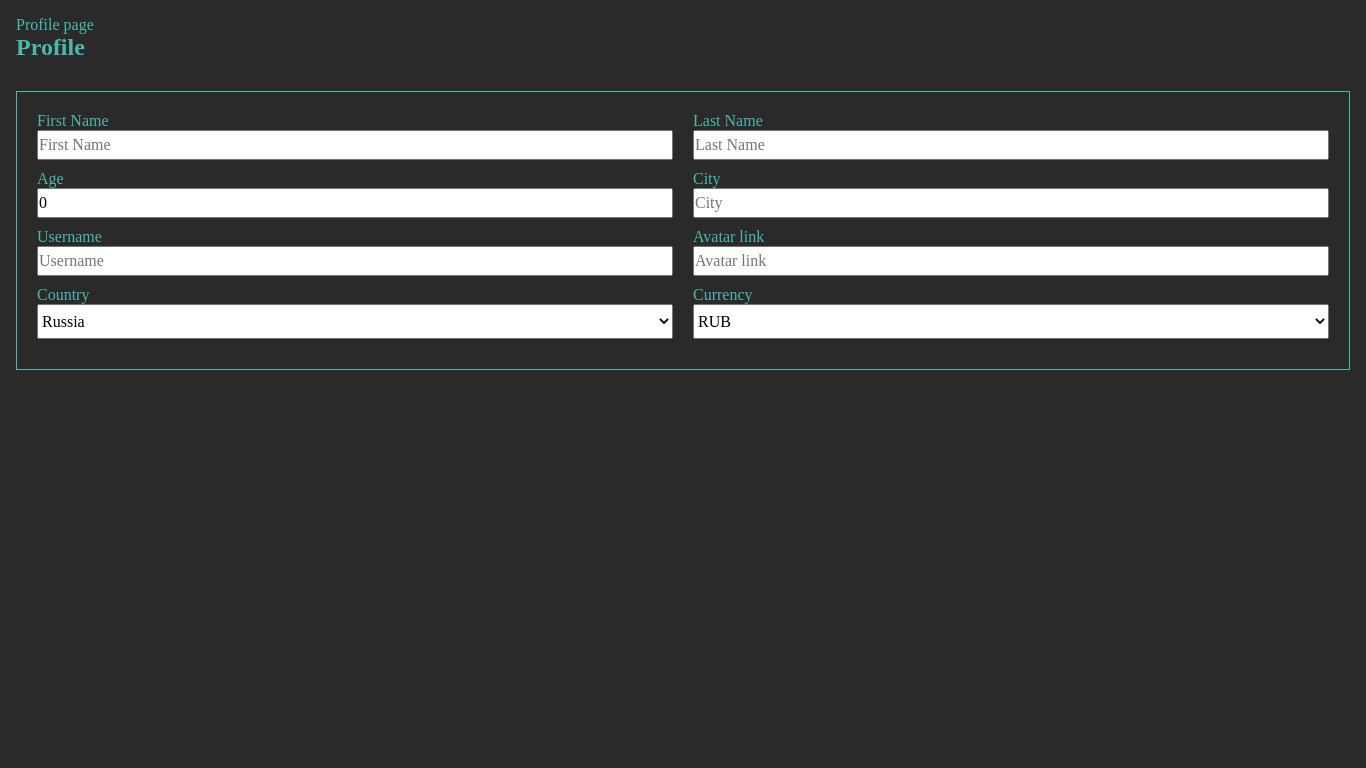 Profile page
Profile
First Name
Last Name
First Name
Last Name
Age
City
0
City
Username
Avatar link
Username
Avatar link
Country
Currency
Russia
RUB